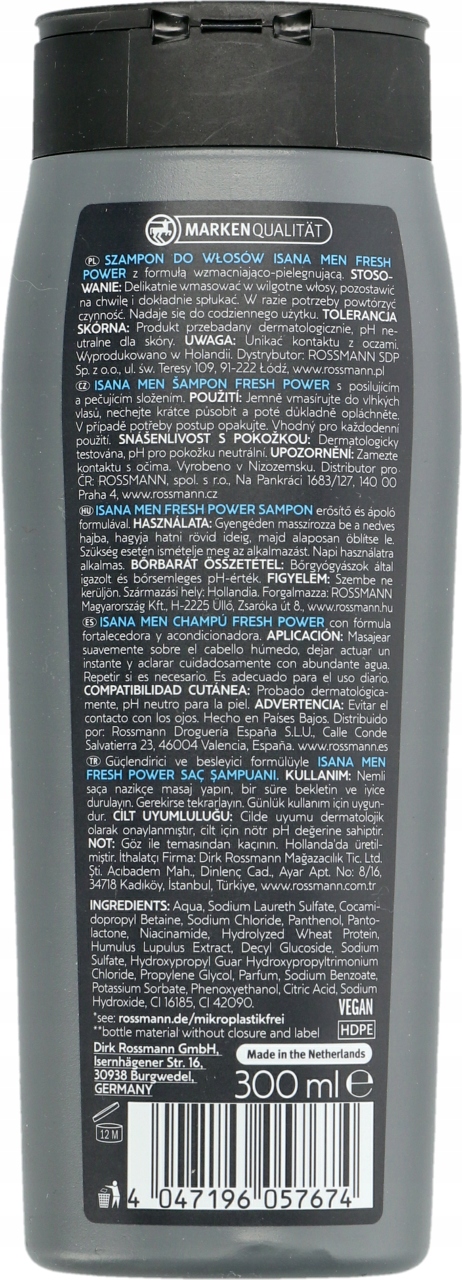 MARKENQUALITÄT
PL SZAMPON DO WŁOSÓW ISANA MEN FRESH
POWER z formułą wzmacniająco-pielęgnującą. STOSO-
WANIE: Delikatnie wmasować w wilgotne włosy, pozostawić
na chwilę i dokładnie spłukać. W razie potrzeby powtórzyć
czynność. Nadaje się do codziennego użytku. TOLERANCJA
SKÓRNA: Produkt przebadany dermatologicznie, pH neu-
tralne dla skóry. UWAGA: Unikać kontaktu z oczami.
Wyprodukowano w Holandii. Dystrybutor: ROSSMANN SDP
Sp. z o.o., ul. św. Teresy 109, 91-222 Łódź, www.rossmann.pl
CZ ISANA MEN ŠAMPON FRESH POWER s posilujícím
a pečujícím složením. POUŽITÍ: Jemně vmasírujte do vlhkých
vlasů, nechejte krátce působit a poté důkladně opláchněte.
V případě potřeby postup opakujte. Vhodný pro každodenní
použití. SNÁŠENLIVOST S POKOŽKOU: Dermatologicky
testována, pH pro pokožku neutrální. UPOZORNĚNÍ: Zamezte
kontaktu s očima. Vyrobeno v Nizozemsku. Distributor pro
ČR: ROSSMANN, spol. s r.o., Na Pankráci 1683/127, 140 00
Praha 4, www.rossmann.cz
HU ISANA MEN FRESH POWER SAMPON erősítő és ápoló
formulával. HASZNÁLATA: Gyengéden masszírozza be a nedves
hajba, hagyja hatni rövid ideig, majd alaposan öblítse le.
Szükség esetén ismételje meg az alkalmazást. Napi használatra
alkalmas. BŐRBARÁT ÖSSZETÉTEL: Bőrgyógyászok által
igazolt és bőrsemleges pH-érték. FIGYELEM: Szembe ne
kerüljön. Származási hely: Hollandia. Forgalmazza: ROSSMANN
Magyarország Kft., H-2225 Üllő, Zsaróka út 8., www.rossmann.hu
ES ISANA MEN CHAMPÚ FRESH POWER con fórmula
fortalecedora y acondicionadora. APLICACIÓN: Masajear
suavemente sobre el cabello húmedo, dejar actuar un
instante y aclarar cuidadosamente con abundante agua.
Repetir si es necesario. Es adecuado para el uso diario.
COMPATIBILIDAD CUTÁNEA: Probado dermatológica-
mente, pH neutro para la piel. ADVERTENCIA: Evitar el
contacto con los ojos. Hecho en Países Bajos. Distribuido
por: Rossmann Droguería España S.L.U., Calle Conde
Salvatierra 23, 46004 Valencia, España. www.rossmann.es
TR Güçlendirici ve besleyici formülüyle ISANA MEN
FRESH POWER SAÇ ŞAMPUANI. KULLANIM: Nemli
saça nazikçe masaj yapın, bir süre bekletin ve iyice
durulayın. Gerekirse tekrarlayın. Günlük kullanım için uygun-
dur. CİLT UYUMLULUĞU: Cilde uyumu dermatolojik
olarak onaylanmıştır, cilt için nötr pH değerine sahiptir.
NOT: Göz ile temasından kaçının. Hollanda'da üretil-
miştir. İthalatçı Firma: Dirk Rossmann Mağazacılık Tic. Ltd.
Şti. Acıbadem Mah., Dinlenç Cad., Ayar Apt. No: 8/16,
34718 Kadıköy, İstanbul, Türkiye, www.rossmann.com.tr
INGREDIENTS: Aqua, Sodium Laureth Sulfate, Cocami-
dopropyl Betaine, Sodium Chloride, Panthenol, Panto-
lactone, Niacinamide, Hydrolyzed Wheat Protein,
Humulus Lupulus Extract, Decyl Glucoside, Sodium
Sulfate, Hydroxypropyl Guar Hydroxypropyltrimonium
Chloride, Propylene Glycol, Parfum, Sodium Benzoate,
Potassium Sorbate, Phenoxyethanol, Citric Acid, Sodium
Hydroxide, CI 16185, CI 42090.
*see: rossmann.de/mikroplastikfrei
**bottle material without closure and label
VEGAN
HDPE
Dirk Rossmann GmbH,
Isernhägener Str. 16,
30938 Burgwedel,
GERMANY
Made in the Netherlands
300 ml e
12 M
4 047196 057674